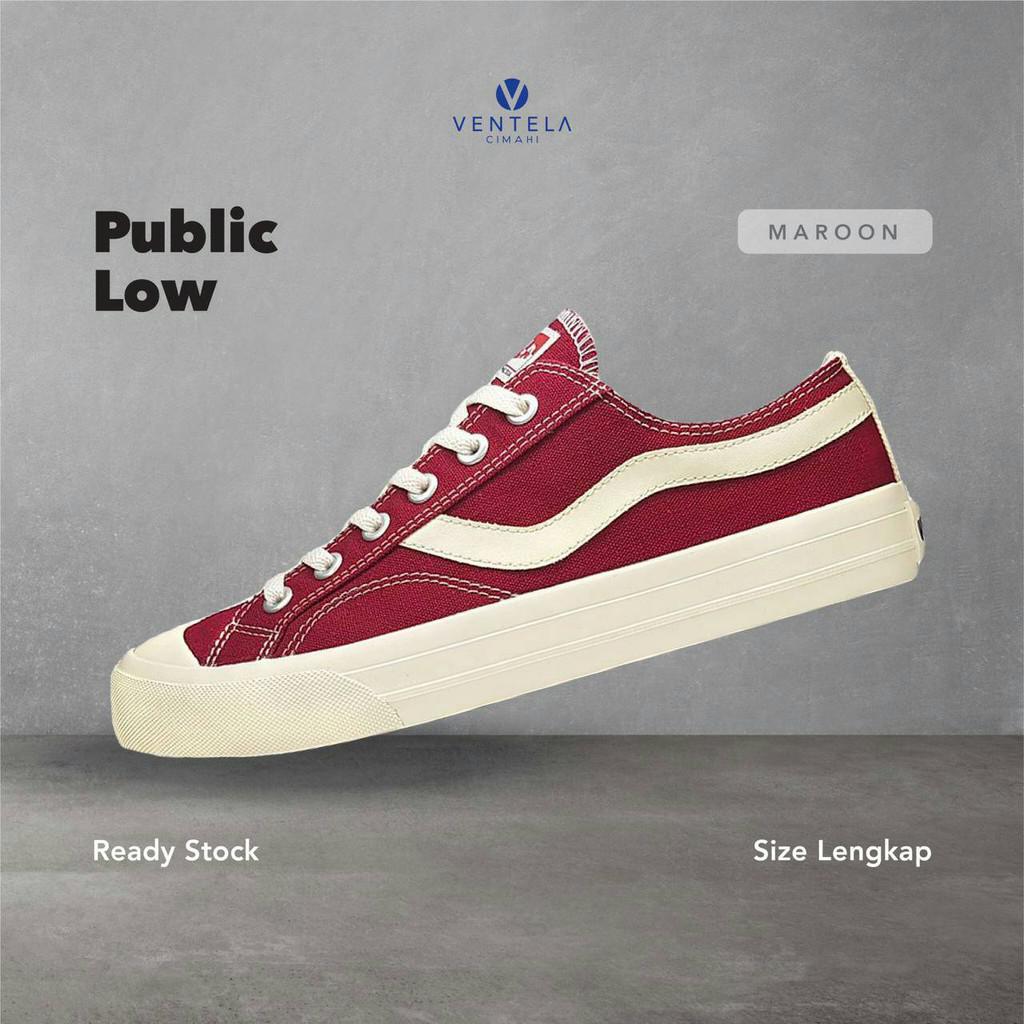 VENTELA
CIMAHI
Public
Low
MAROON
Ready Stock
Size Lengkap